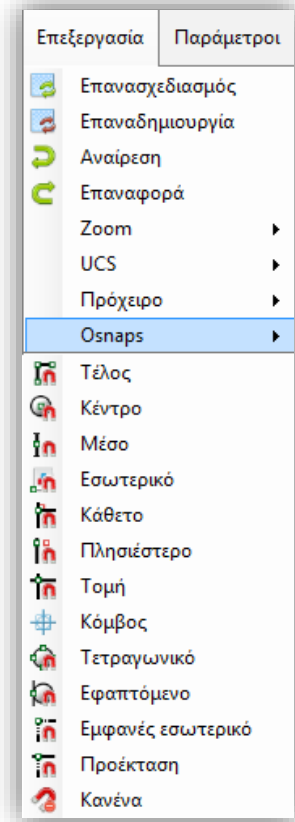 Επεξεργασία Παράμετροι
Επανασχεδιασμός
Επαναδημιουργία
Αναίρεση
Επαναφορά
Zoom
UCS
Πρόχειρο
Osnaps
Τέλος
Κέντρο
Μέσο
Εσωτερικό
Κάθετο
Πλησιέστερο
Τομή
Κόμβος
Τετραγωνικό
Εφαπτόμενο
Εμφανές εσωτερικό
Προέκταση
Κανένα